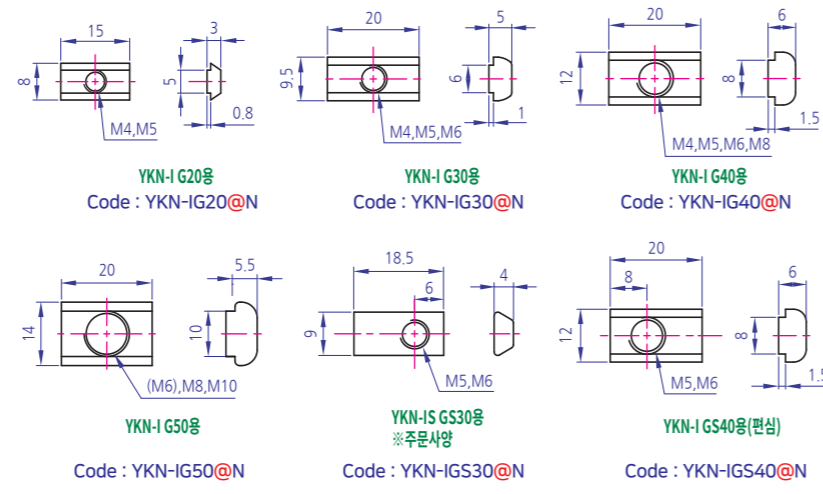 15
3
8
5
0.8
M4,M5
YKN-I G20용
Code : YKN-IG20@N
20
5
9.5
6
1
M4,M5,M6
YKN-I G30용
Code : YKN-IG30@N
20
6
12
8
1.5
M4,M5,M6,M8
YKN-I G40용
Code : YKN-IG40@N
20
5.5
14
10
(M6),M8,M10
YKN-I G50용
Code : YKN-IG50@N
18.5
6
4
9
M5,M6
YKN-IS GS30용
※주문사양
Code : YKN-IGS30@N
20
8
6
12
8
1.5
M5,M6
YKN-I GS40용(편심)
Code : YKN-IGS40@N